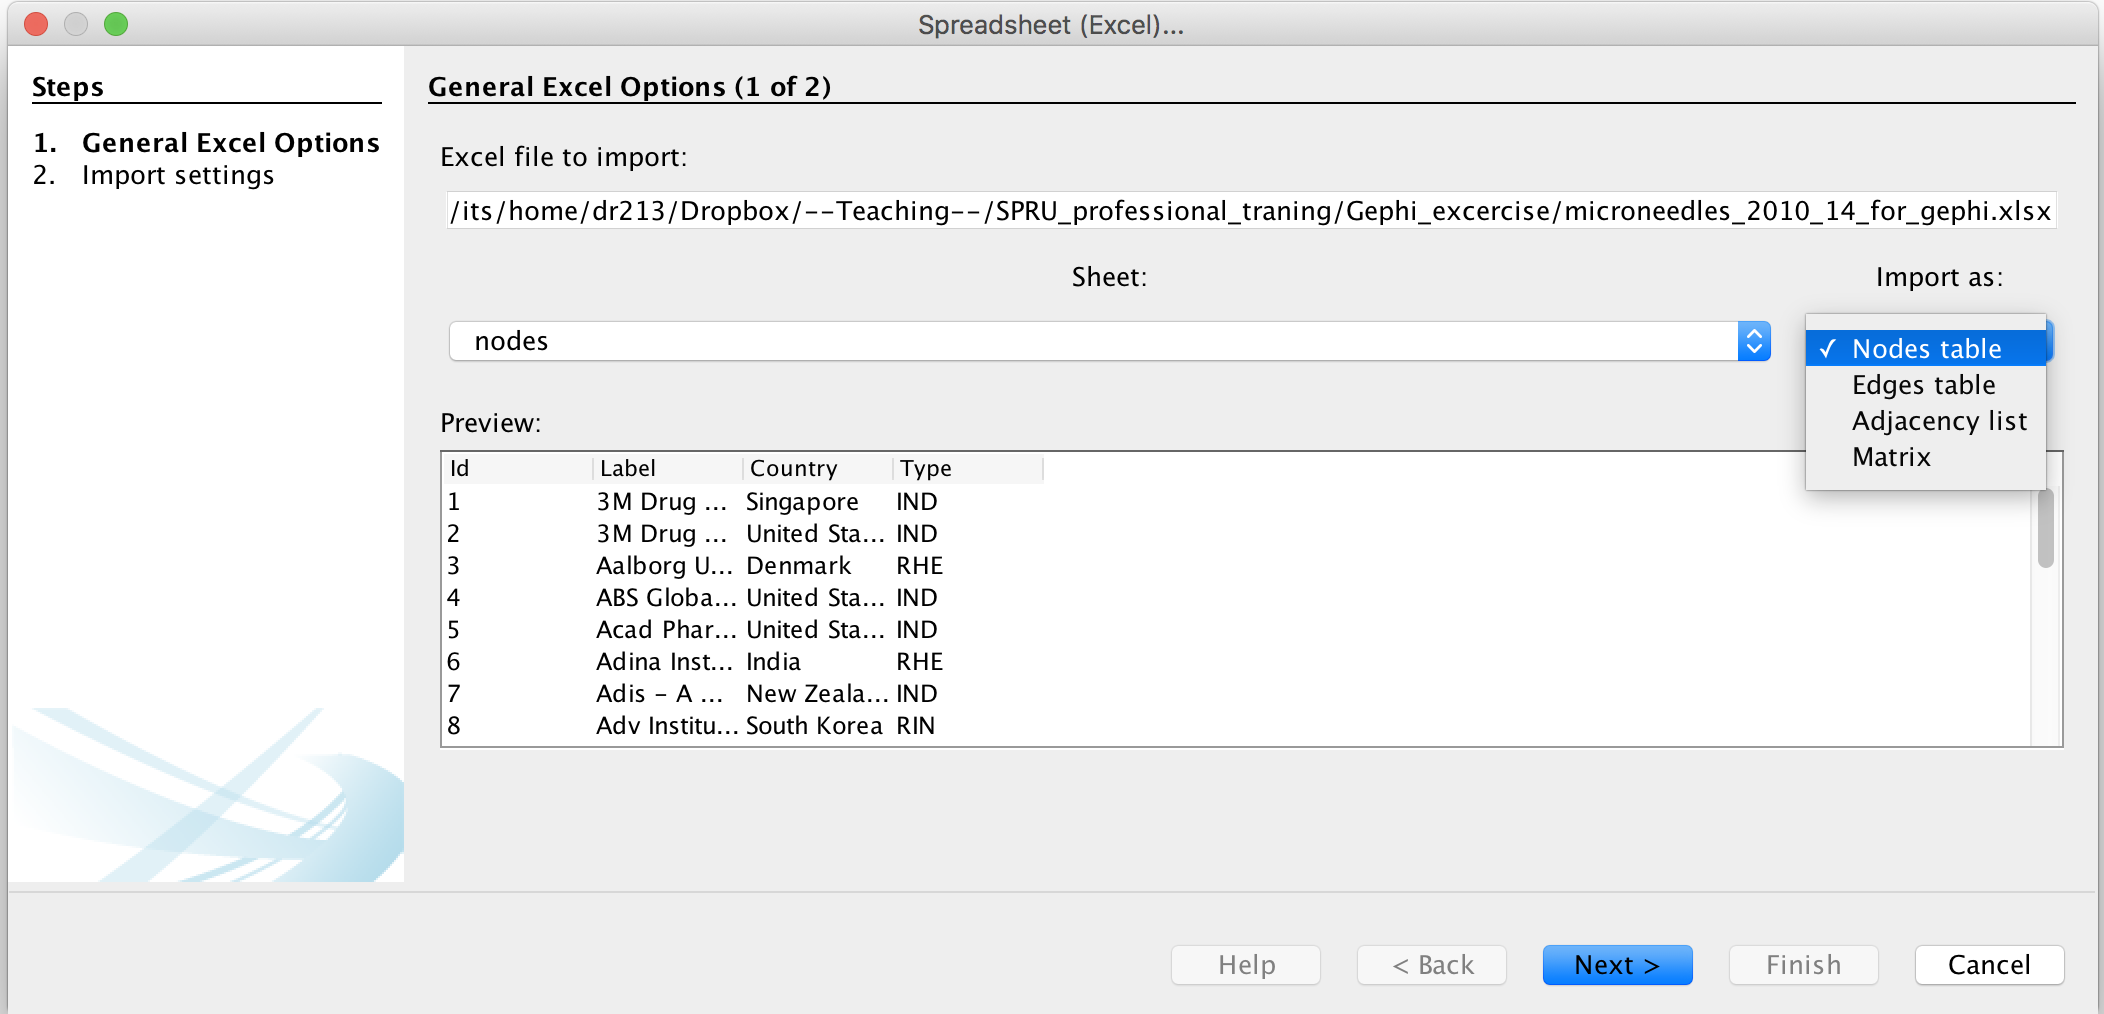 Spreadsheet (Excel)...
Steps
1. General Excel Options
2. Import settings
General Excel Options (1 of 2)
Excel file to import:
/its/home/dr213/Dropbox/--Teaching--/SPRU_professional_traning/Gephi_excercise/microneedles_2010_14_for_gephi.xlsx
Sheet: Import as:
nodes
✓ Nodes table
Edges table
Adjacency list
Matrix
Preview:
Id Label Country Type
1 3M Drug ... Singapore IND
2 3M Drug ... United Sta... IND
3 Aalborg U... Denmark RHE
4 ABS Globa... United Sta... IND
5 Acad Phar... United Sta... IND
6 Adina Inst... India RHE
7 Adis - A ... New Zeala... IND
8 Adv Institu... South Korea RIN
Help < Back Next > Finish Cancel